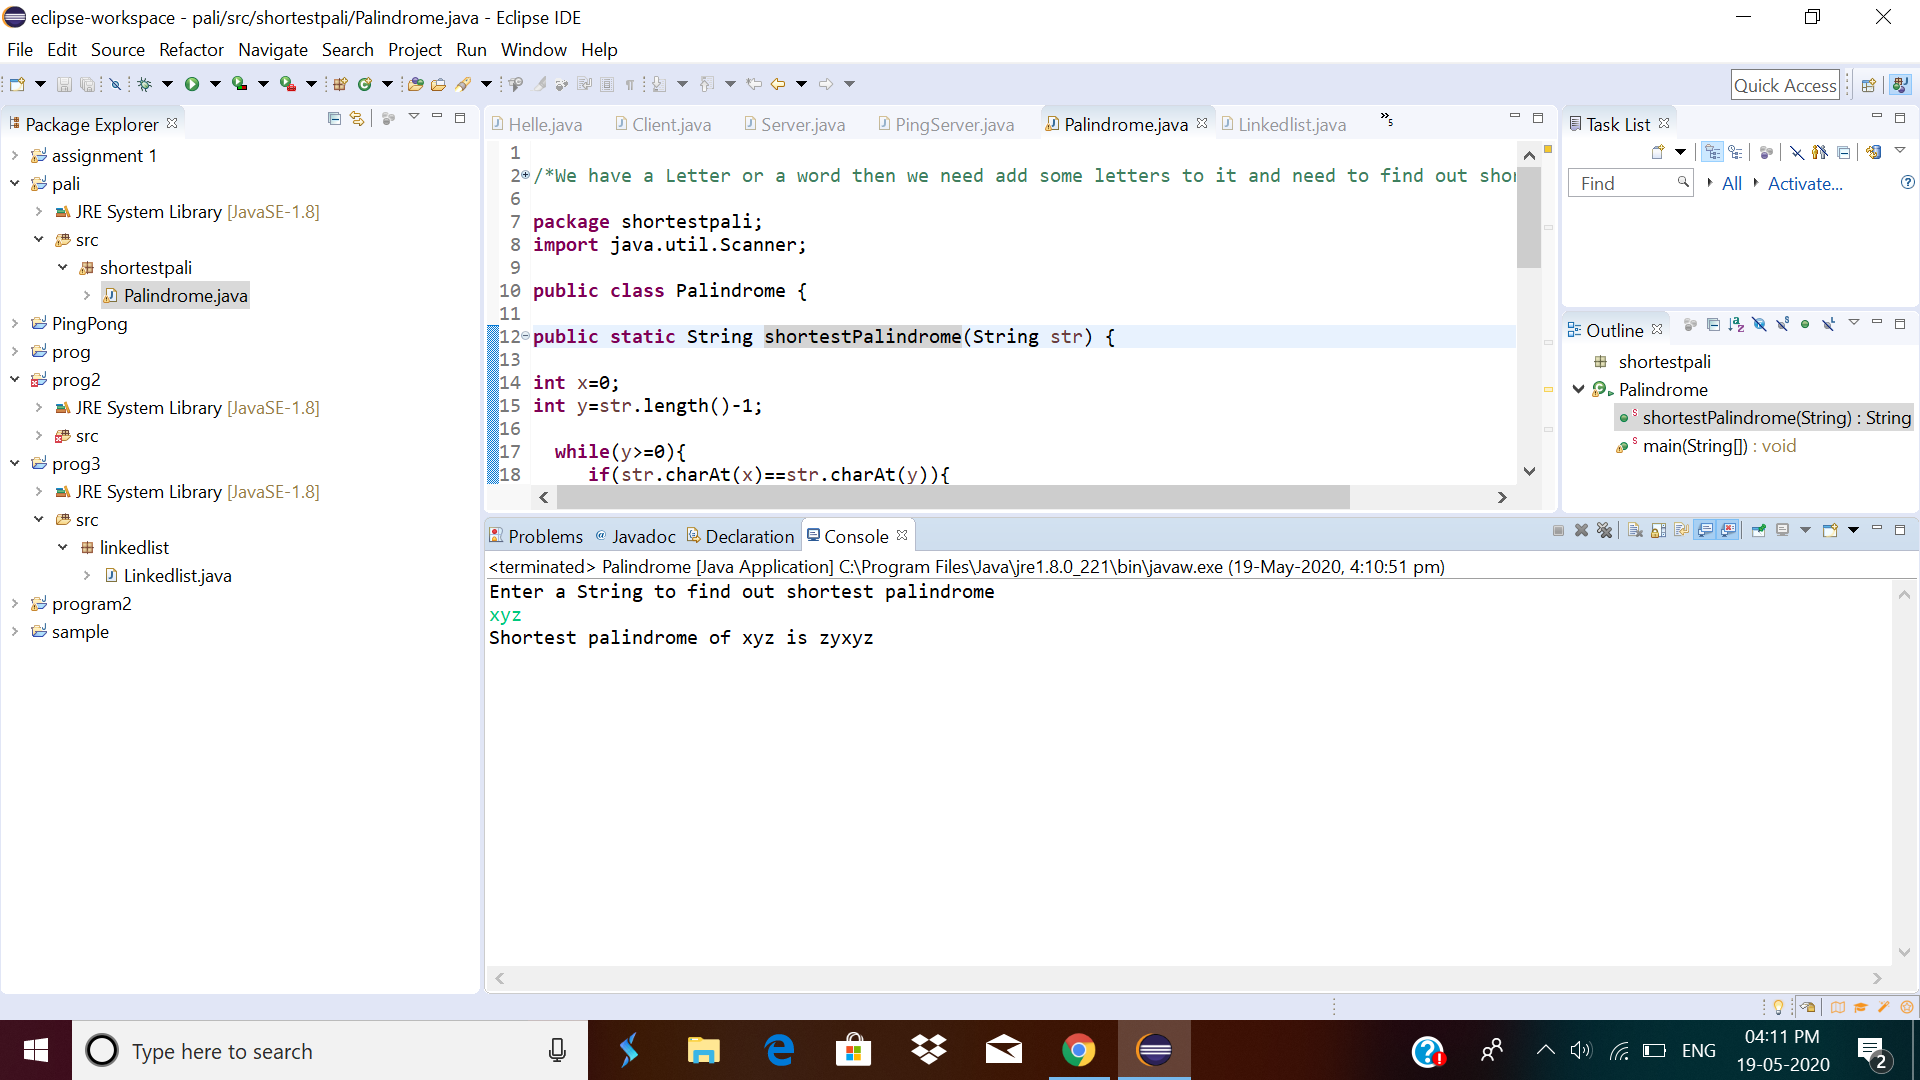 eclipse-workspace - pali/src/shortestpali/Palindrome.java - Eclipse IDE
File Edit Source Refactor Navigate Search Project Run Window Help
Quick Access
Package Explorer
assignment 1
pali
JRE System Library [JavaSE-1.8]
src
shortestpali
Palindrome.java
PingPong
prog
prog2
JRE System Library [JavaSE-1.8]
src
prog3
JRE System Library [JavaSE-1.8]
src
linkedlist
Linkedlist.java
program2
sample
Helle.java Client.java Server.java PingServer.java Palindrome.java Linkedlist.java »5
1
2 /*We have a Letter or a word then we need add some letters to it and need to find out sho
6
7 package shortestpali;
8 import java.util.Scanner;
9
10 public class Palindrome {
11
12 public static String shortestPalindrome(String str) {
13
14 int x=0;
15 int y=str.length()-1;
16
17 while(y>=0){
18 if(str.charAt(x)==str.charAt(y)){
Task List
Find All Activate...
Outline
shortestpali
Palindrome
shortestPalindrome(String) : String
main(String[]) : void
Problems @ Javadoc Declaration Console
<terminated> Palindrome [Java Application] C:\Program Files\Java\jre1.8.0_221\bin\javaw.exe (19-May-2020, 4:10:51 pm)
Enter a String to find out shortest palindrome
xyz
Shortest palindrome of xyz is zyxyz
Type here to search
ENG
04:11 PM
19-05-2020
2